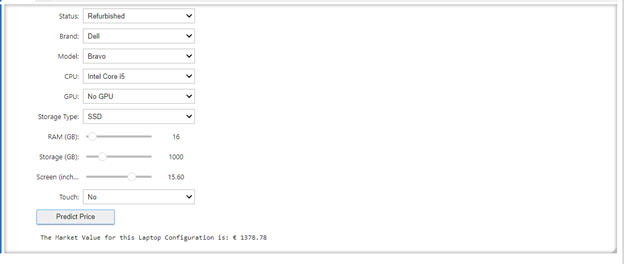 Status: Refurbished
Brand: Dell
Model: Bravo
CPU: Intel Core i5
GPU: No GPU
Storage Type: SSD
RAM (GB): 16
Storage (GB): 1000
Screen (inch... 15.60
Touch: No
Predict Price
The Market Value for this Laptop Configuration is: € 1378.78